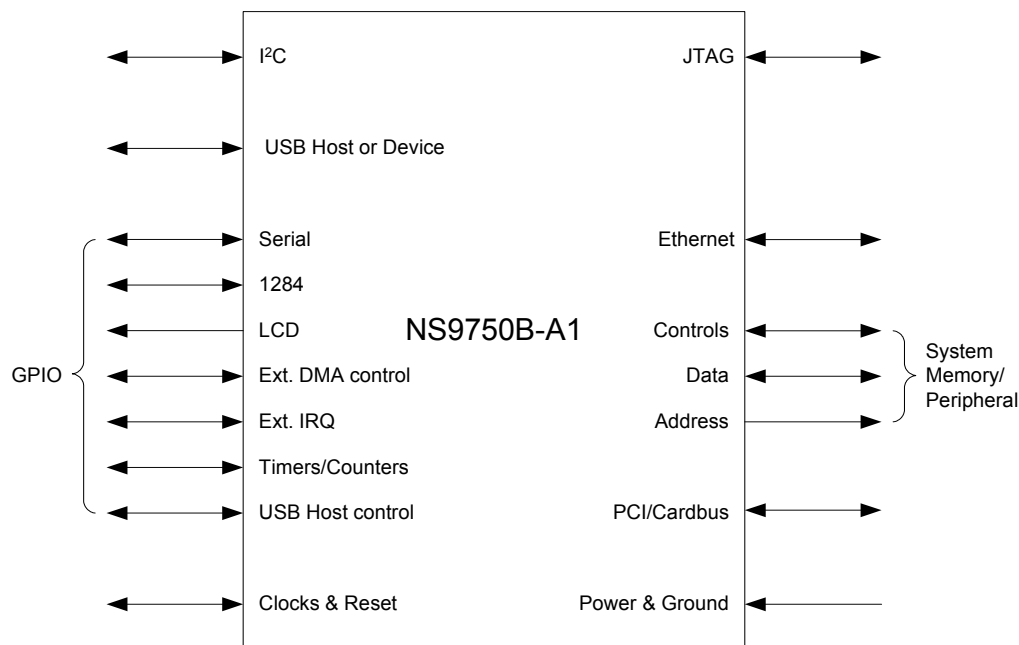 I²C
USB Host or Device
Serial
1284
LCD
Ext. DMA control
Ext. IRQ
Timers/Counters
USB Host control
Clocks & Reset
GPIO
NS9750B-A1
JTAG
Ethernet
Controls
Data
Address
PCI/Cardbus
Power & Ground
System
Memory/
Peripheral